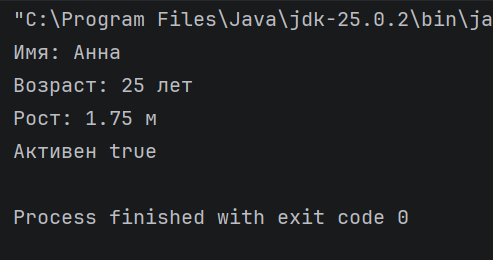 "C:\Program Files\Java\jdk-25.0.2\bin\ja
Имя: Анна
Возраст: 25 лет
Рост: 1.75 м
Активен true
Process finished with exit code 0